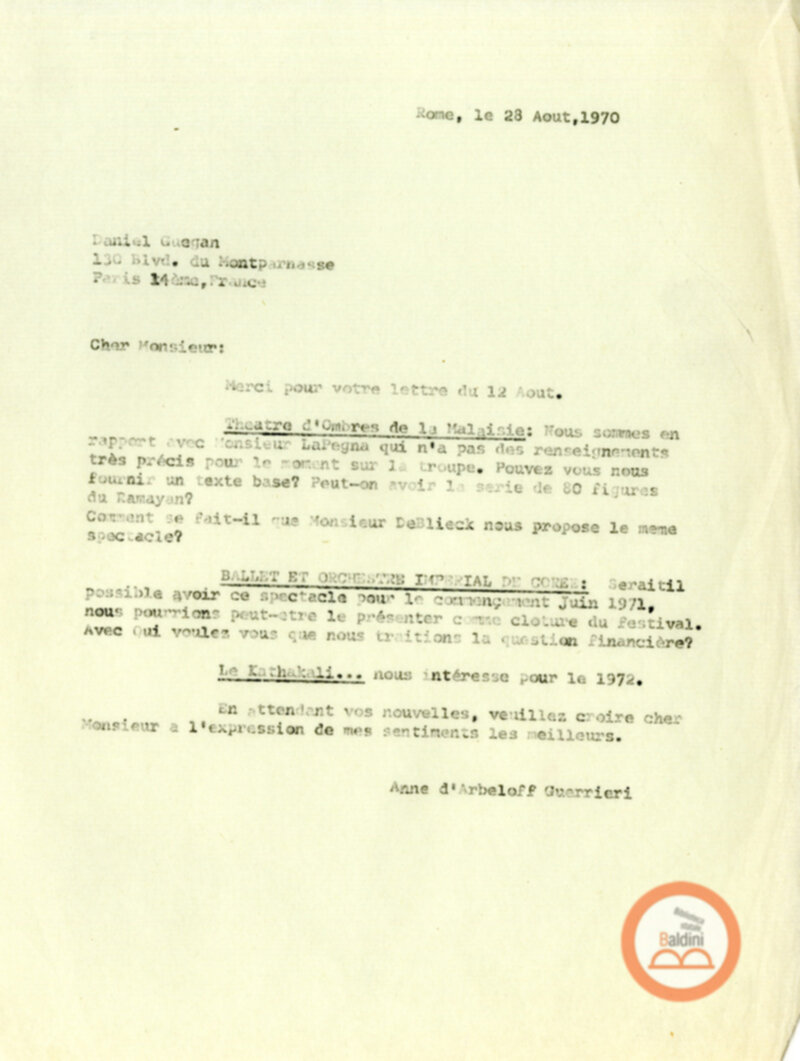 Rome, le 28 Aout,1970
Daniel Guegan
130 Blvd. du Montparnasse
Paris 14ème,France
Cher Monsieur:
Merci pour votre lettre du 12 Aout.
Theatre d'Ombres de la Malaisie: Nous sommes en
rapport avec Monsieur LaPegna qui n'a pas des renseignements
très précis pour le moment sur la troupe. Pouvez vous nous
fournir un texte base? Peut-on avoir la serie de 80 figures
du Ramayan?
Comment se fait-il que Monsieur DeBlieck nous propose le meme
spectacle?
BALLET ET ORCHESTRE IMPERIAL DE COREE: Seraitil
possible avoir ce spectacle pour le commençement Juin 1971,
nous pourrions peut-etre le présenter comme cloture du festival.
Avec qui voulez vous que nous traitions la question financière?
Le Kathakali... nous intéresse pour le 1972.
En attendant vos nouvelles, veuillez croire cher
Monsieur a l'expression de mes sentiments les meilleurs.
Anne d'Arbeloff Guerrieri
Biblioteca
statale
Baldini